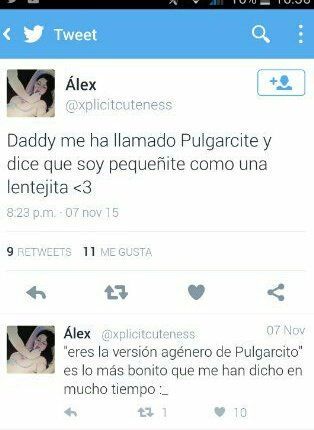 Tweet
Álex
@xplicitcuteness
Daddy me ha llamado Pulgarcite y
dice que soy pequeñite como una
lentejita <3
8:23 p.m. · 07 nov 15
9 RETWEETS 11 ME GUSTA
Álex @xplicitcuteness 07 Nov
"eres la versión agénero de Pulgarcito"
es lo más bonito que me han dicho en
mucho tiempo :_
1 10